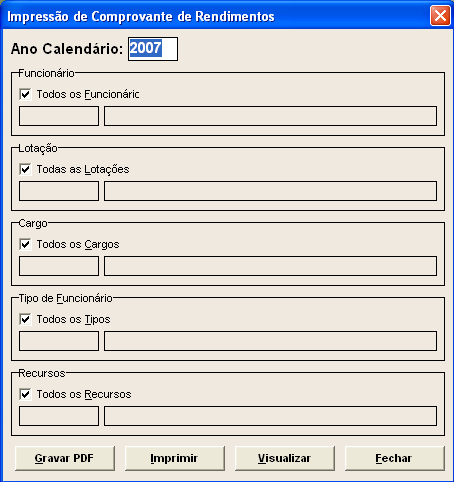 Impressão de Comprovante de Rendimentos
Ano Calendário: 2007
Funcionário
Todos os Funcionáric
Lotação
Todas as Lotações
Cargo
Todos os Cargos
Tipo de Funcionário
Todos os Tipos
Recursos
Todos os Recursos
Gravar PDF Imprimir Visualizar Fechar